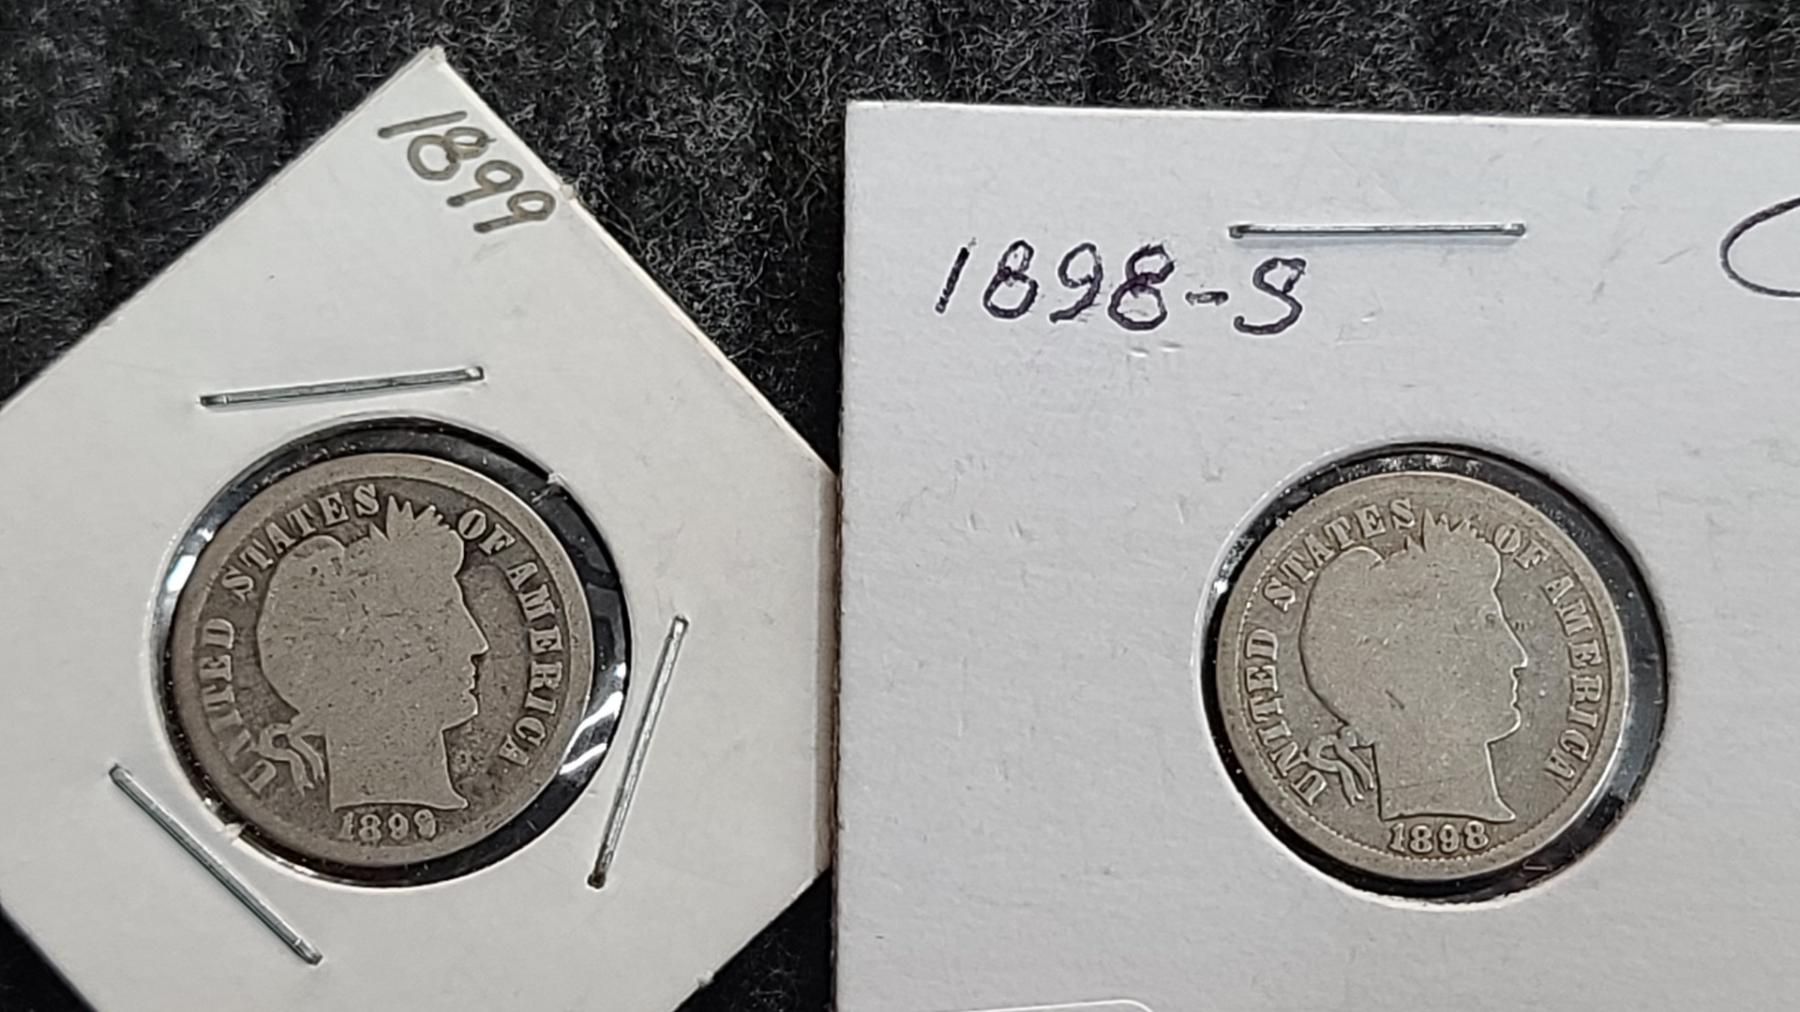 1899
UNITED STATES OF AMERICA
1899
1898-S
UNITED STATES OF AMERICA
1898